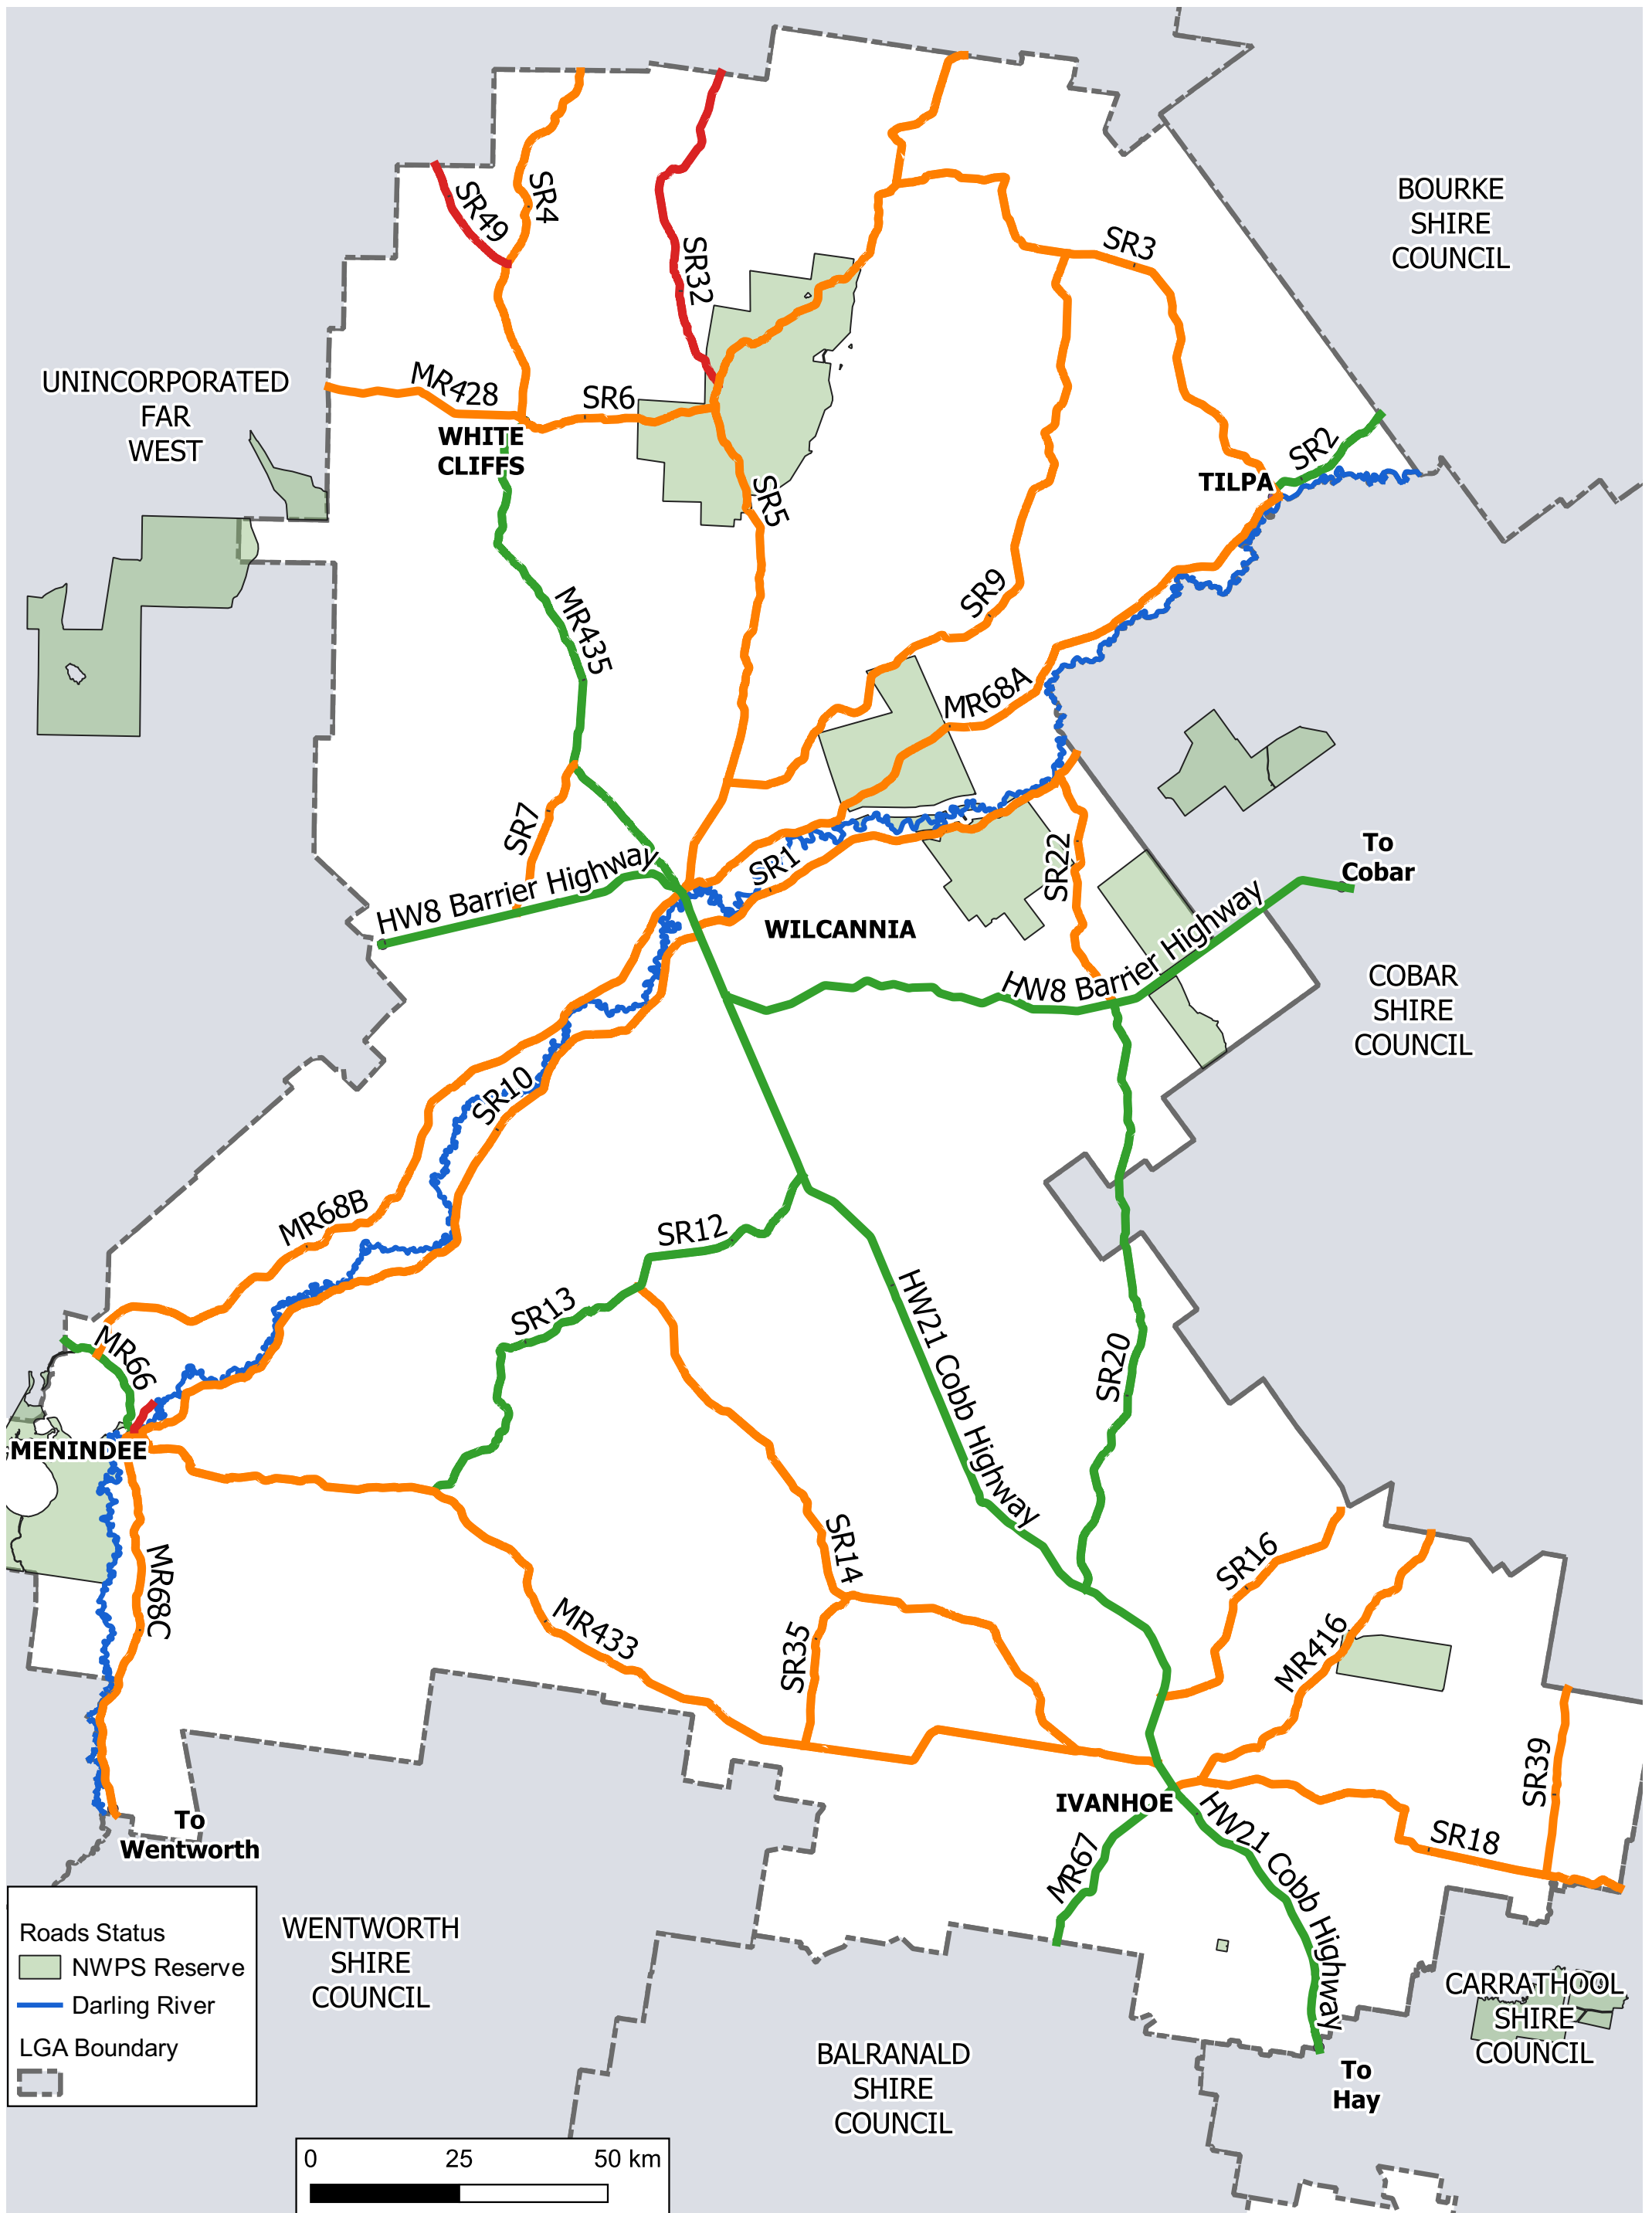 BOURKE
SHIRE
COUNCIL
SR4
SR49
SR32
SR3
UNINCORPORATED
FAR
WEST
MR428
SR6
WHITE
CLIFFS
SR2
TILPA
SR5
SR9
MR435
MR68A
SR7
SR1
SR22
To
Cobar
HW8 Barrier Highway
WILCANNIA
HW8 Barrier Highway
COBAR
SHIRE
COUNCIL
SR10
MR68B
SR12
SR13
HW21 Cobb Highway
MR66
SR20
MENINDEE
SR14
SR16
MR68C
MR433
SR35
MR416
SR39
IVANHOE
HW21 Cobb Highway
SR18
MR67
To
Wentworth
WENTWORTH
SHIRE
COUNCIL
CARRATHOOL
SHIRE
COUNCIL
BALRANALD
SHIRE
COUNCIL
To
Hay
Roads Status
NWPS Reserve
Darling River
LGA Boundary
0 25 50 km